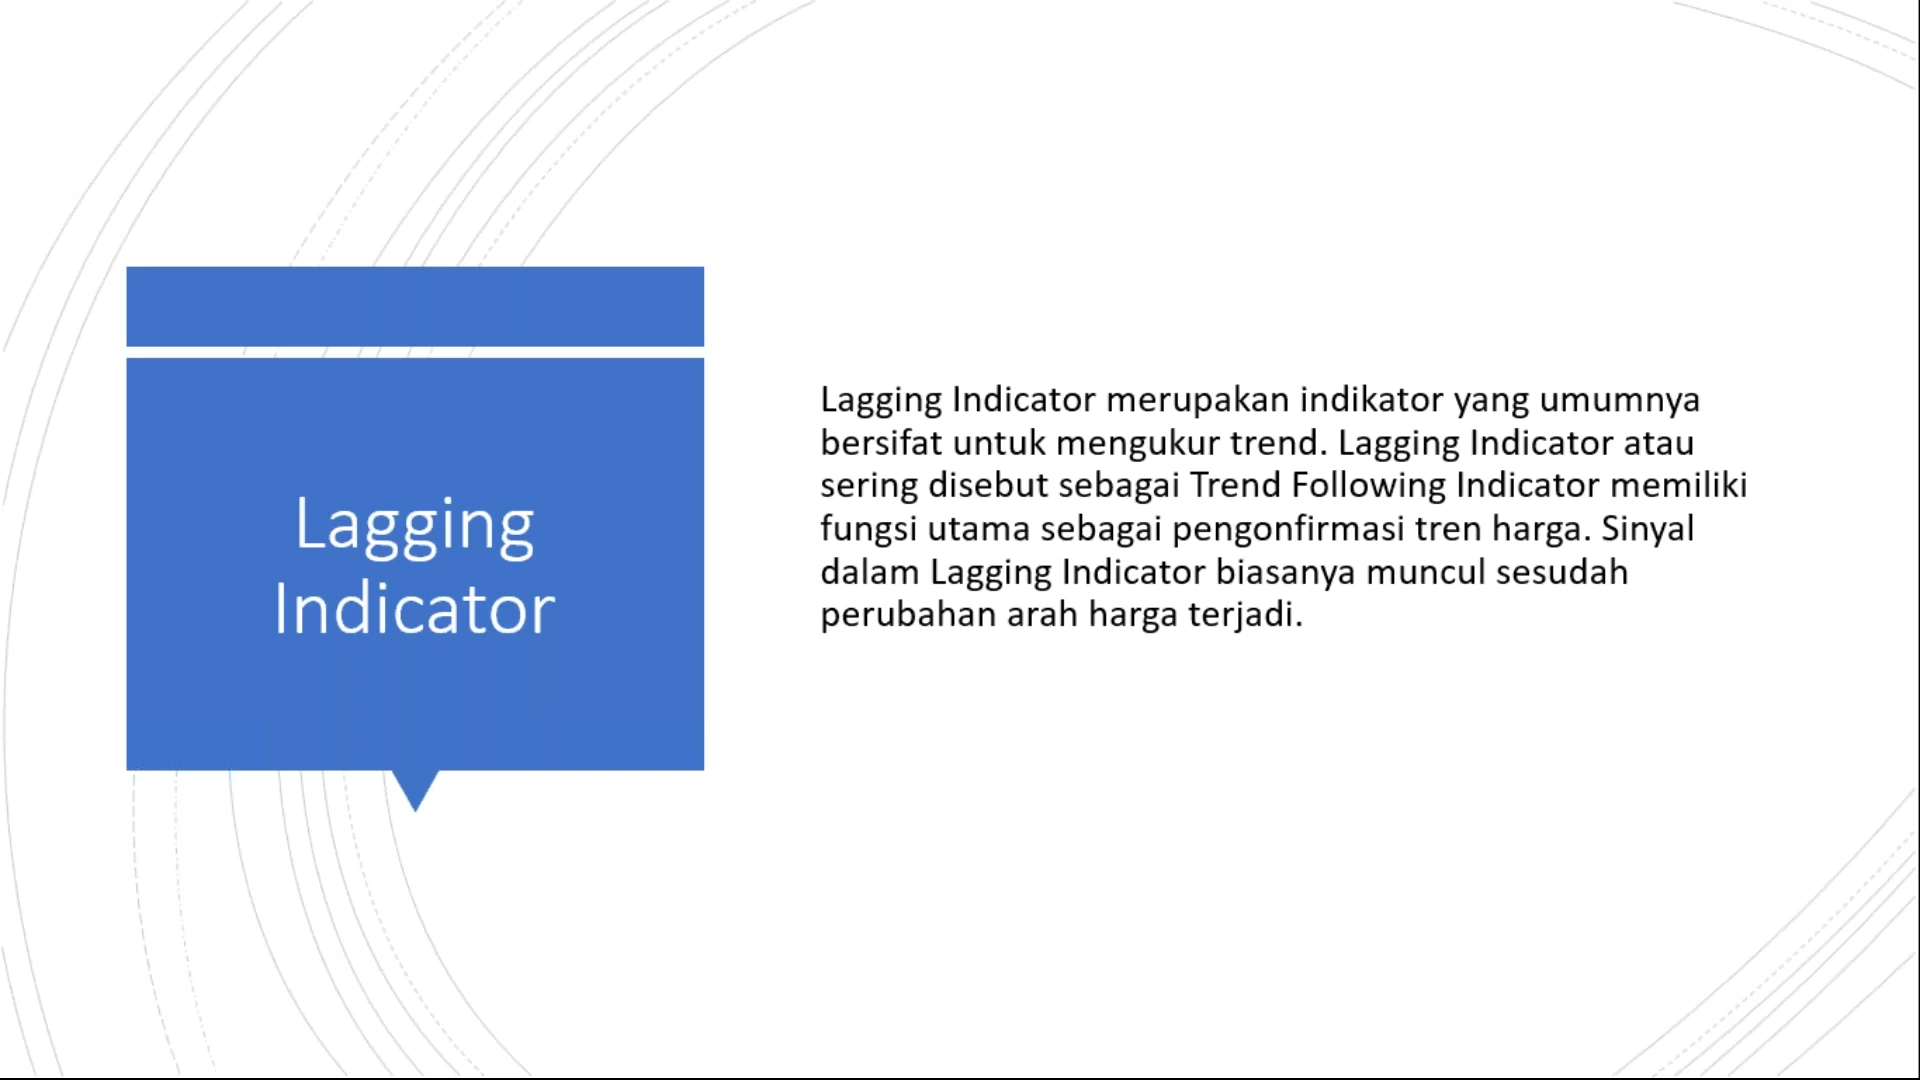 Lagging
Indicator
Lagging Indicator merupakan indikator yang umumnya
bersifat untuk mengukur trend. Lagging Indicator atau
sering disebut sebagai Trend Following Indicator memiliki
fungsi utama sebagai pengonfirmasi tren harga. Sinyal
dalam Lagging Indicator biasanya muncul sesudah
perubahan arah harga terjadi.